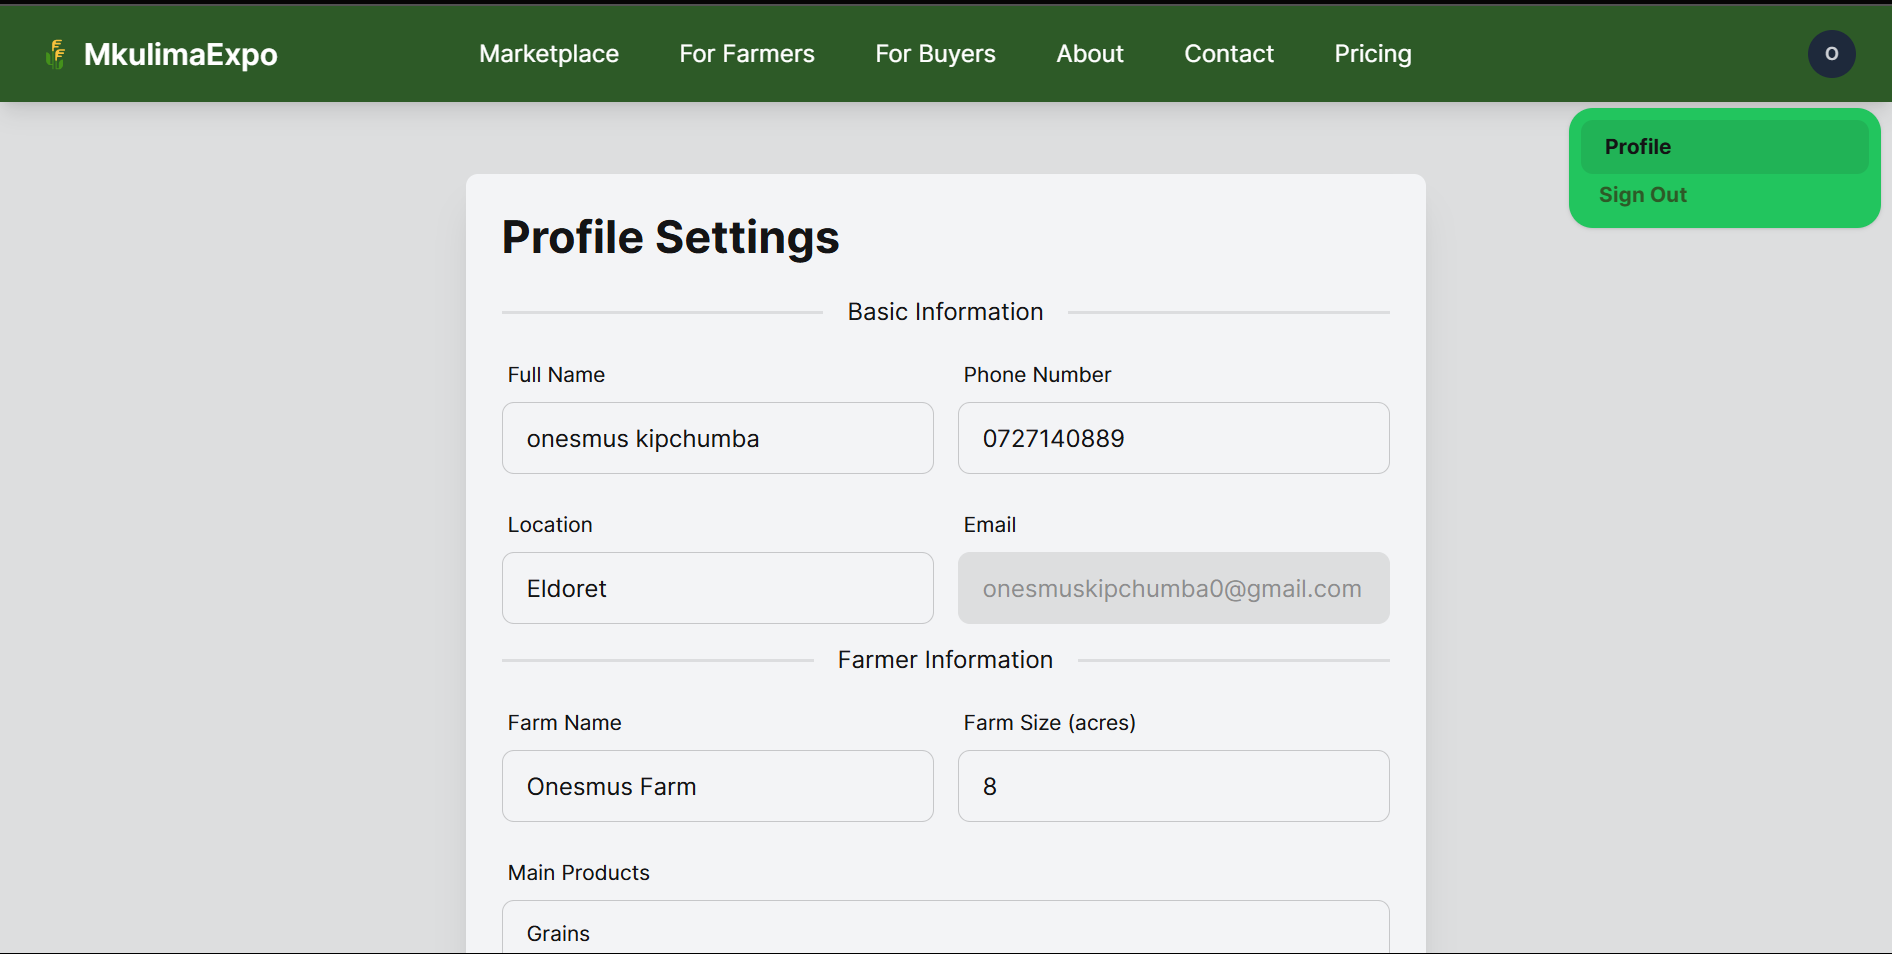 MkulimaExpo Marketplace For Farmers For Buyers About Contact Pricing O
Profile
Sign Out
Profile Settings
Basic Information
Full Name Phone Number
onesmus kipchumba 0727140889
Location Email
Eldoret onesmuskipchumba0@gmail.com
Farmer Information
Farm Name Farm Size (acres)
Onesmus Farm 8
Main Products
Grains